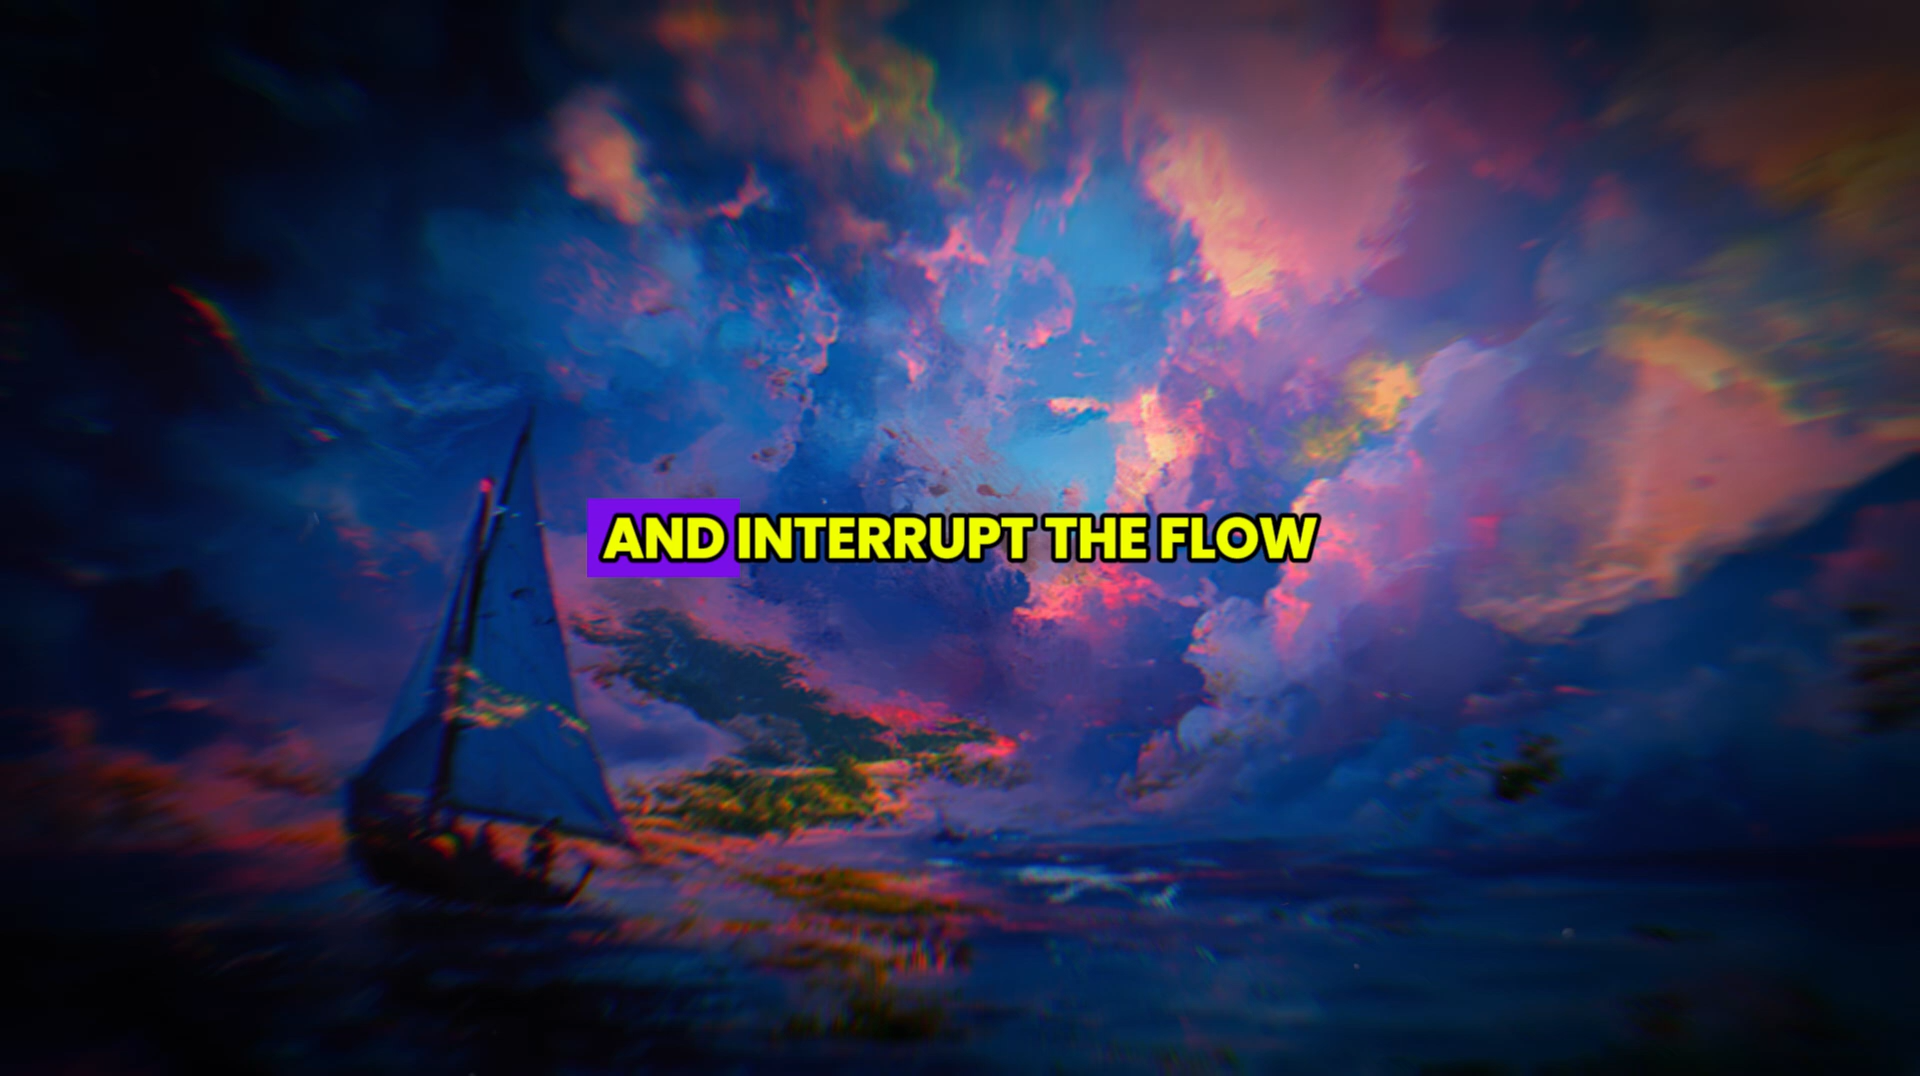 AND INTERRUPT THE FLOW